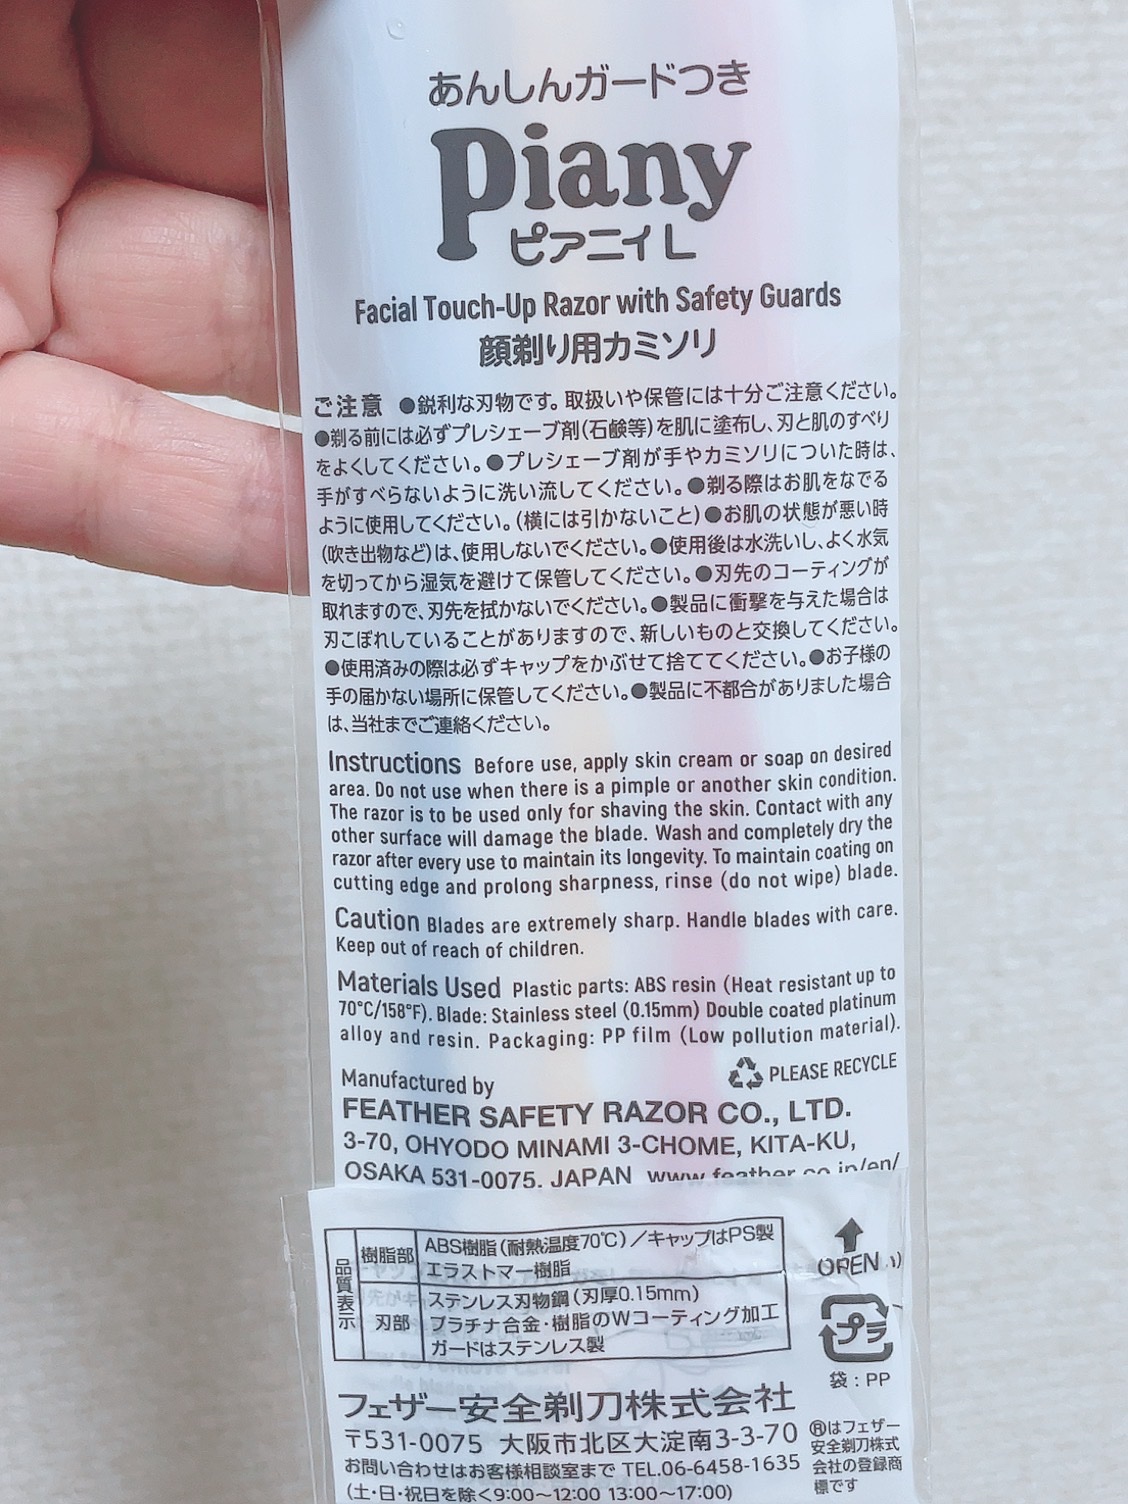 あんしんガードつき
Piany
ピアニィL
Facial Touch-Up Razor with Safety Guards
顔剃り用カミソリ
ご注意 ●鋭利な刃物です。取扱いや保管には十分ご注意ください。
●剃る前には必ずプレシェーブ剤(石鹸等)を肌に塗布し、刃と肌のすべり
をよくしてください。●プレシェーブ剤が手やカミソリについた時は、
手がすべらないように洗い流してください。●剃る際はお肌をなでる
ように使用してください。(横には引かないこと)●お肌の状態が悪い時
(吹き出物など)は、使用しないでください。●使用後は水洗いし、よく水気
を切ってから湿気を避けて保管してください。●刃先のコーティングが
取れますので、刃先を拭かないでください。●製品に衝撃を与えた場合は
刃こぼれしていることがありますので、新しいものと交換してください。
●使用済みの際は必ずキャップをかぶせて捨ててください。●お子様の
手の届かない場所に保管してください。●製品に不都合がありました場合
は、当社までご連絡ください。
Instructions Before use, apply skin cream or soap on desired
area. Do not use when there is a pimple or another skin condition.
The razor is to be used only for shaving the skin. Contact with any
other surface will damage the blade. Wash and completely dry the
razor after every use to maintain its longevity. To maintain coating on
cutting edge and prolong sharpness, rinse (do not wipe) blade.
Caution Blades are extremely sharp. Handle blades with care.
Keep out of reach of children.
Materials Used Plastic parts: ABS resin (Heat resistant up to
70°C/158°F). Blade: Stainless steel (0.15mm) Double coated platinum
alloy and resin. Packaging: PP film (Low pollution material).
PLEASE RECYCLE
Manufactured by
FEATHER SAFETY RAZOR CO., LTD.
3-70, OHYODO MINAMI 3-CHOME, KITA-KU,
OSAKA 531-0075, JAPAN www.feather.co.jp/en/
品質表示
樹脂部 ABS樹脂(耐熱温度70℃)/キャップはPS製
エラストマー樹脂
刃部 ステンレス刃物鋼(刃厚0.15mm)
プラチナ合金・樹脂のWコーティング加工
ガードはステンレス製
OPEN
プラ
袋:PP
フェザー安全剃刀株式会社
〒531-0075 大阪市北区大淀南3-3-70
お問い合わせはお客様相談室まで TEL.06-6458-1635
(土・日・祝日を除く9:00~12:00 13:00~17:00)
®はフェザー
安全剃刀株式
会社の登録商
標です